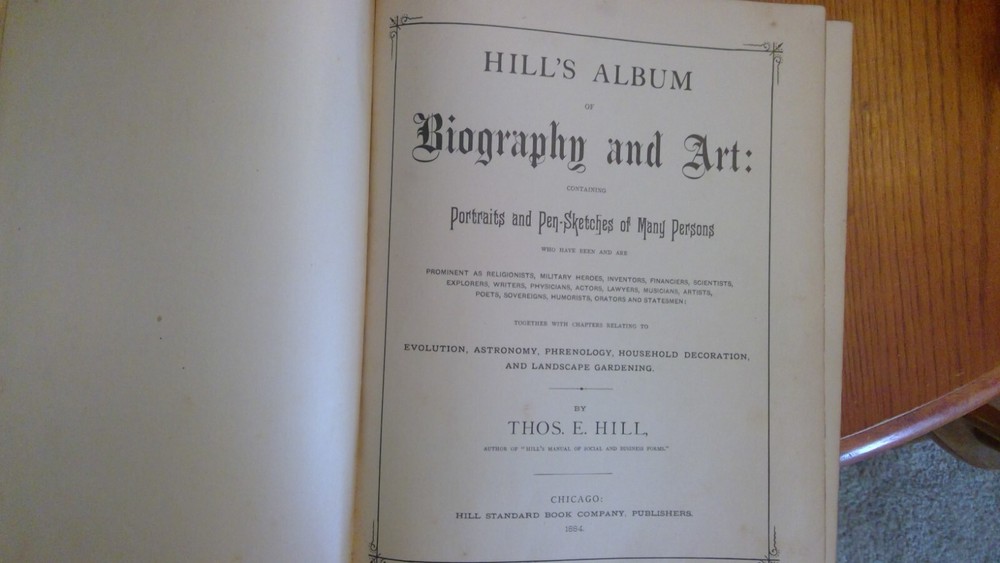 HILL'S ALBUM
OF
Biography and Art:
CONTAINING
Portraits and Pen-Sketches of Many Persons
WHO HAVE BEEN AND ARE
PROMINENT AS RELIGIONISTS, MILITARY HEROES, INVENTORS, FINANCIERS, SCIENTISTS,
EXPLORERS, WRITERS, PHYSICIANS, ACTORS, LAWYERS, MUSICIANS, ARTISTS,
POETS, SOVEREIGNS, HUMORISTS, ORATORS AND STATESMEN:
TOGETHER WITH CHAPTERS RELATING TO
EVOLUTION, ASTRONOMY, PHRENOLOGY, HOUSEHOLD DECORATION,
AND LANDSCAPE GARDENING.
BY
THOS. E. HILL,
AUTHOR OF "HILL'S MANUAL OF SOCIAL AND BUSINESS FORMS."
CHICAGO:
HILL STANDARD BOOK COMPANY, PUBLISHERS.
1884.